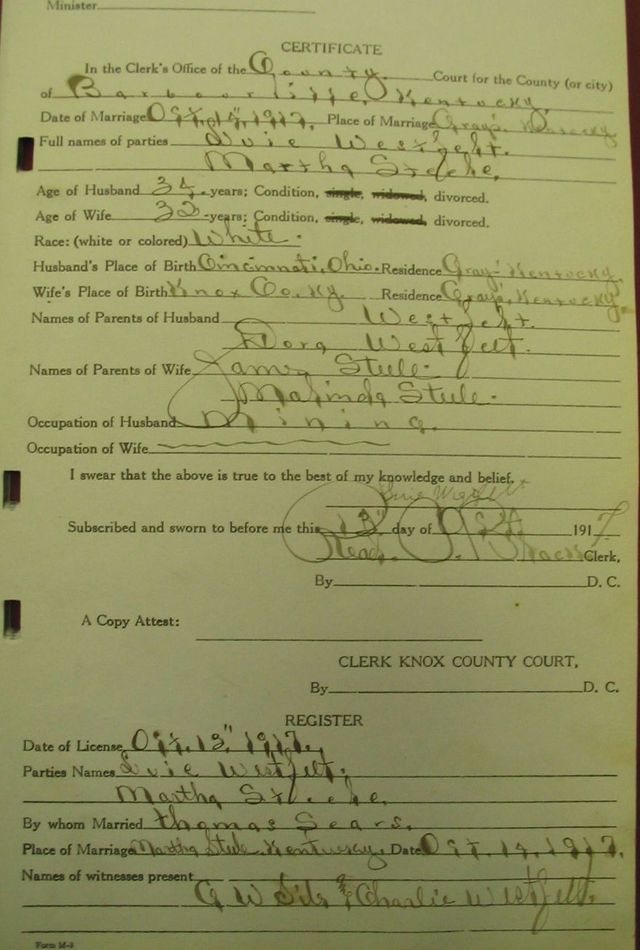 Minister
CERTIFICATE
In the Clerk's Office of the County Court for the County (or city)
of Barbourville, Kentucky.
Date of Marriage Oct. 14, 1917, Place of Marriage Gray's, Kentucky
Full names of parties Westfelt.
Martha Steele.
Age of Husband 34 years; Condition, single, widowed, divorced.
Age of Wife 32 years; Condition, single, widowed, divorced.
Race: (white or colored) White.
Husband's Place of Birth Cincinnati, Ohio. Residence Gray' Kentucky.
Wife's Place of Birth Knox Co. Ky. Residence Gray's, Kentucky
Names of Parents of Husband Westfelt.
Dora Westfelt.
Names of Parents of Wife James Steele.
Malinda Steele.
Occupation of Husband Mining.
Occupation of Wife
I swear that the above is true to the best of my knowledge and belief.
Subscribed and sworn to before me this 13" day of Oct. 1917
Read. Clerk,
By D. C.
A Copy Attest:
CLERK KNOX COUNTY COURT,
By D. C.
REGISTER
Date of License Oct. 13," 1917.
Parties Names Westfelt.
Martha Steele.
By whom Married Thomas Sears.
Place of Marriage Martha Steele Kentucky. Date Oct. 14, 1917.
Names of witnesses present
G W & Charlie Westfelt.
Form M-3